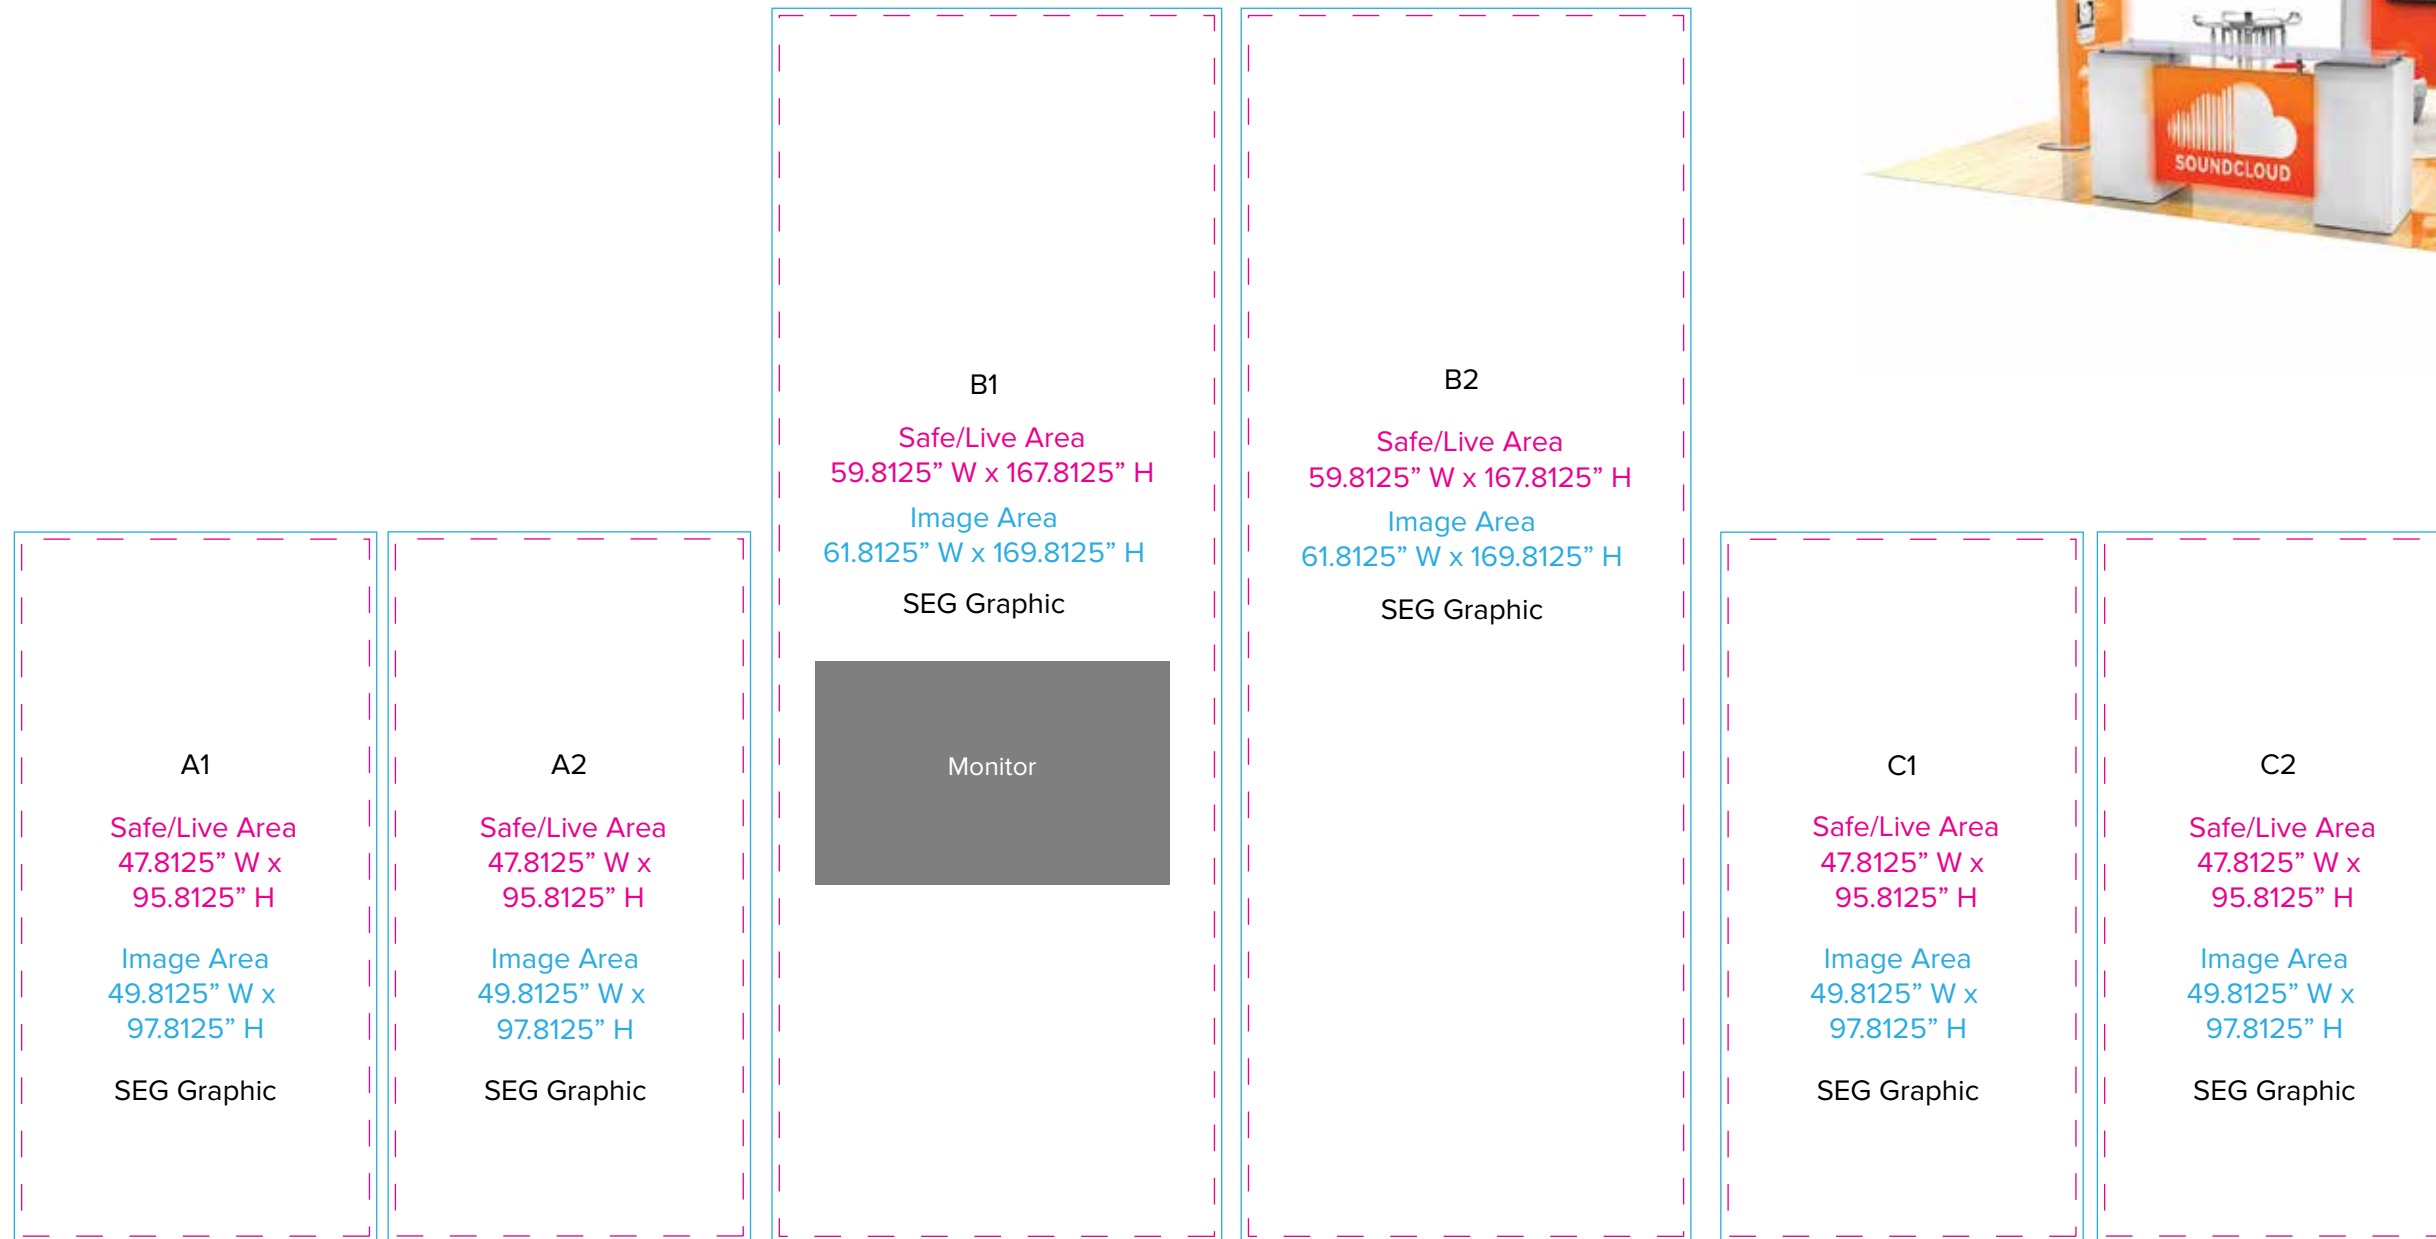 SOUNDCLOUD
B1
Safe/Live Area
59.8125” W x 167.8125” H
Image Area
61.8125” W x 169.8125” H
SEG Graphic
Monitor
B2
Safe/Live Area
59.8125” W x 167.8125” H
Image Area
61.8125” W x 169.8125” H
SEG Graphic
A1
Safe/Live Area
47.8125” W x
95.8125” H
Image Area
49.8125” W x
97.8125” H
SEG Graphic
A2
Safe/Live Area
47.8125” W x
95.8125” H
Image Area
49.8125” W x
97.8125” H
SEG Graphic
C1
Safe/Live Area
47.8125” W x
95.8125” H
Image Area
49.8125” W x
97.8125” H
SEG Graphic
C2
Safe/Live Area
47.8125” W x
95.8125” H
Image Area
49.8125” W x
97.8125” H
SEG Graphic